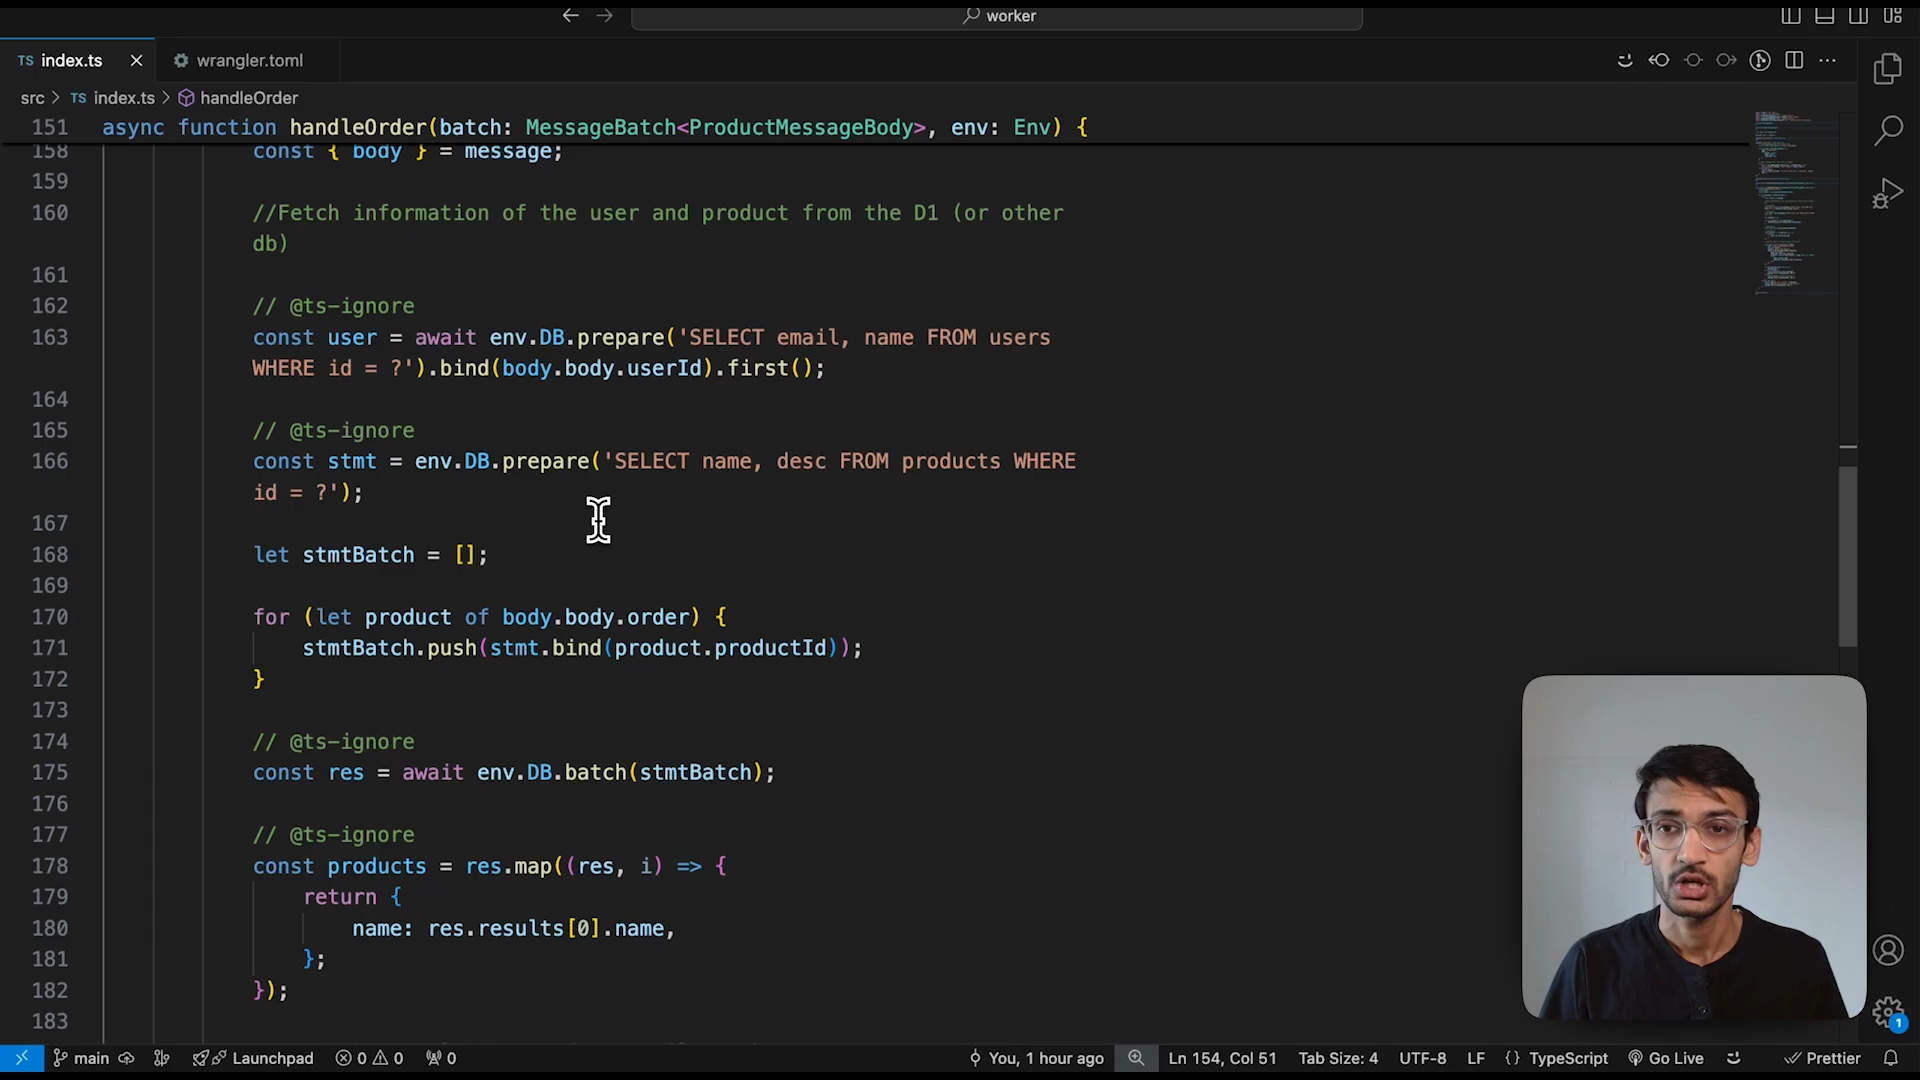 worker
TS index.ts
wrangler.toml
src > TS index.ts > handleOrder
151 async function handleOrder(batch: MessageBatch<ProductMessageBody>, env: Env) {
158 const { body } = message;
159
160 //Fetch information of the user and product from the D1 (or other
db)
161
162 // @ts-ignore
163 const user = await env.DB.prepare('SELECT email, name FROM users
WHERE id = ?').bind(body.body.userId).first();
164
165 // @ts-ignore
166 const stmt = env.DB.prepare('SELECT name, desc FROM products WHERE
id = ?');
167
168 let stmtBatch = [];
169
170 for (let product of body.body.order) {
171 stmtBatch.push(stmt.bind(product.productId));
172 }
173
174 // @ts-ignore
175 const res = await env.DB.batch(stmtBatch);
176
177 // @ts-ignore
178 const products = res.map((res, i) => {
179 return {
180 name: res.results[0].name,
181 };
182 });
183
1
main Launchpad 0 0 0 You, 1 hour ago Ln 154, Col 51 Tab Size: 4 UTF-8 LF {} TypeScript Go Live Prettier